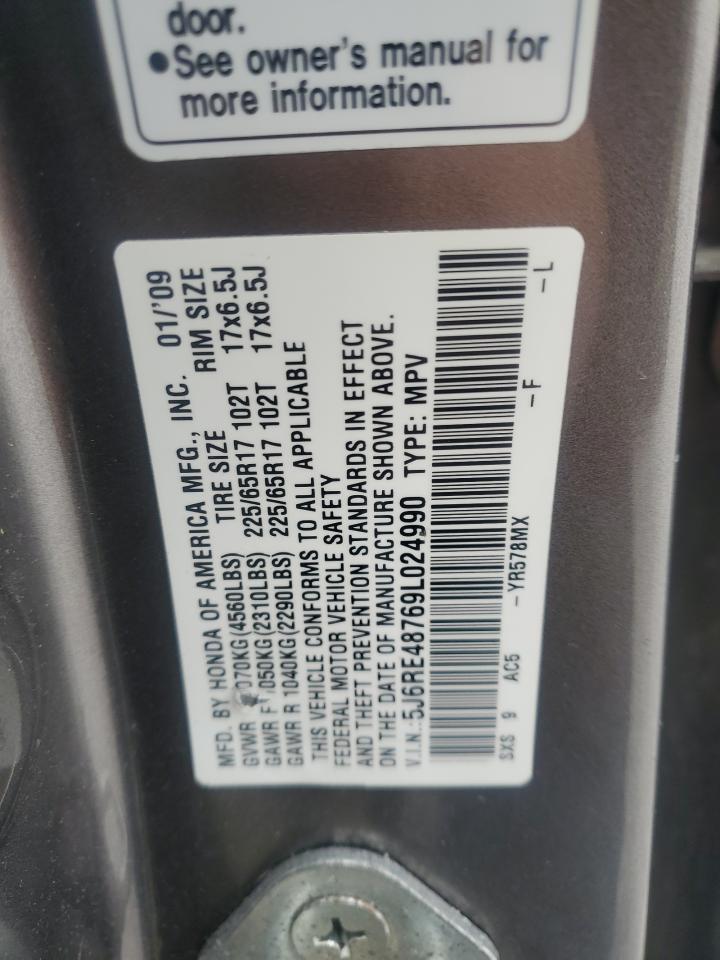 door.
●See owner's manual for
more information.
MFD. BY HONDA OF AMERICA MFG., INC. 01/'09
GVWR 070KG(4560LBS) TIRE SIZE RIM SIZE
GAWR F 050KG(2310LBS) 225/65R17 102T 17x6.5J
GAWR R 1040KG(2290LBS) 225/65R17 102T 17x6.5J
THIS VEHICLE CONFORMS TO ALL APPLICABLE
FEDERAL MOTOR VEHICLE SAFETY
AND THEFT PREVENTION STANDARDS IN EFFECT
ON THE DATE OF MANUFACTURE SHOWN ABOVE.
V.I.N.:5J6RE48769L024990 TYPE: MPV
SXS 9 AC5 -YR578MX -F -L